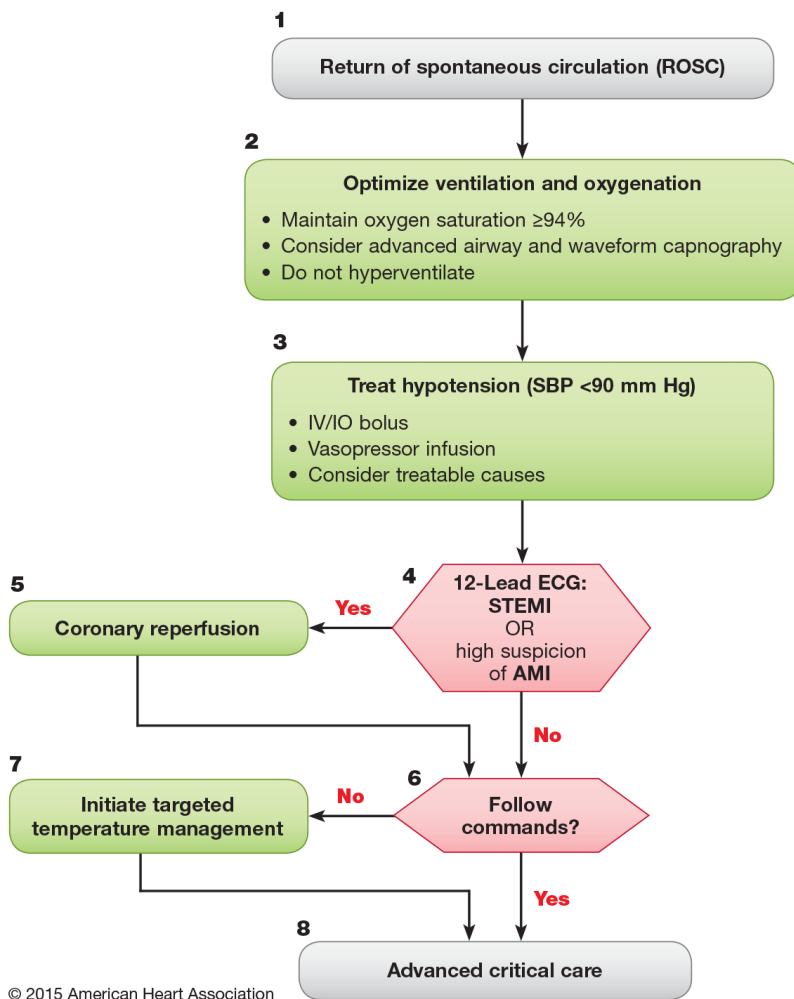 1
Return of spontaneous circulation (ROSC)
2
Optimize ventilation and oxygenation
• Maintain oxygen saturation ≥94%
• Consider advanced airway and waveform capnography
• Do not hyperventilate
3
Treat hypotension (SBP <90 mm Hg)
• IV/IO bolus
• Vasopressor infusion
• Consider treatable causes
4
12-Lead ECG:
STEMI
OR
high suspicion
of AMI
Yes
5
Coronary reperfusion
No
6
Follow
commands?
No
7
Initiate targeted
temperature management
Yes
8
Advanced critical care
© 2015 American Heart Association